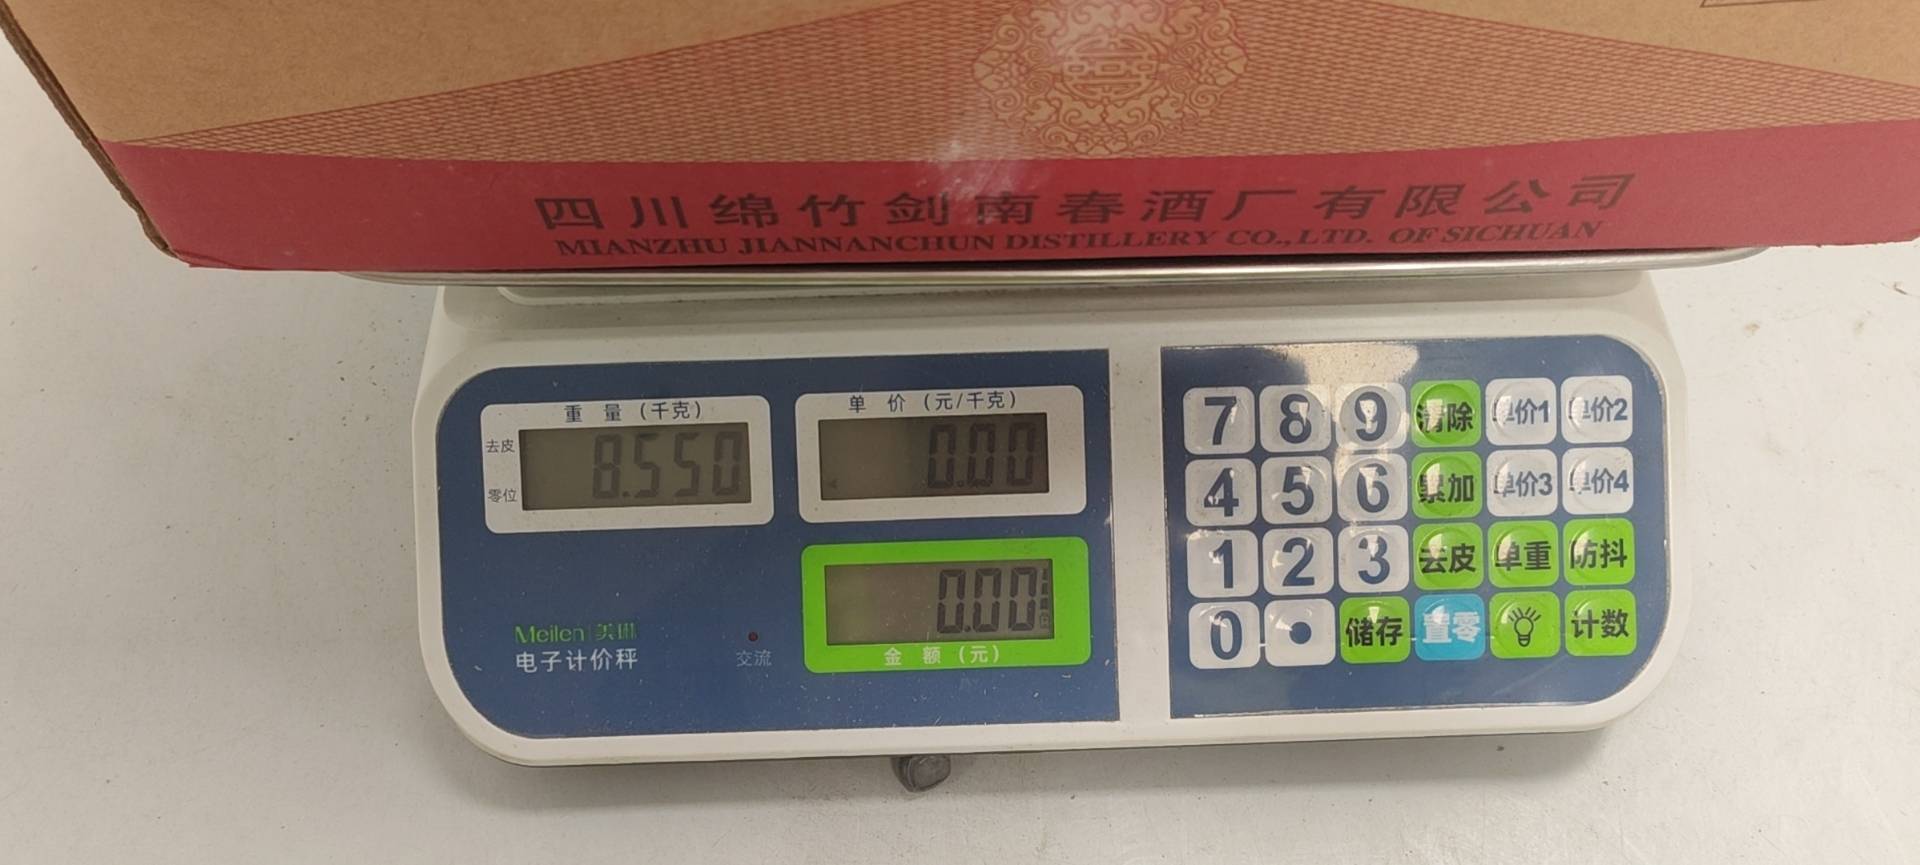 四川绵竹剑南春酒厂有限公司
MIANZHU JIANNANCHUN DISTILLERY CO.,LTD. OF SICHUAN
重 量 (千克)
去皮
零位
8.550
单 价 (元/千克)
0.00
0.00
金 额 (元)
Meilen 美琳
电子计价秤
交流
7 8 9 清除 单价1 单价2
4 5 6 累加 单价3 单价4
1 2 3 去皮 单重 防抖
0 . 储存 置零 计数